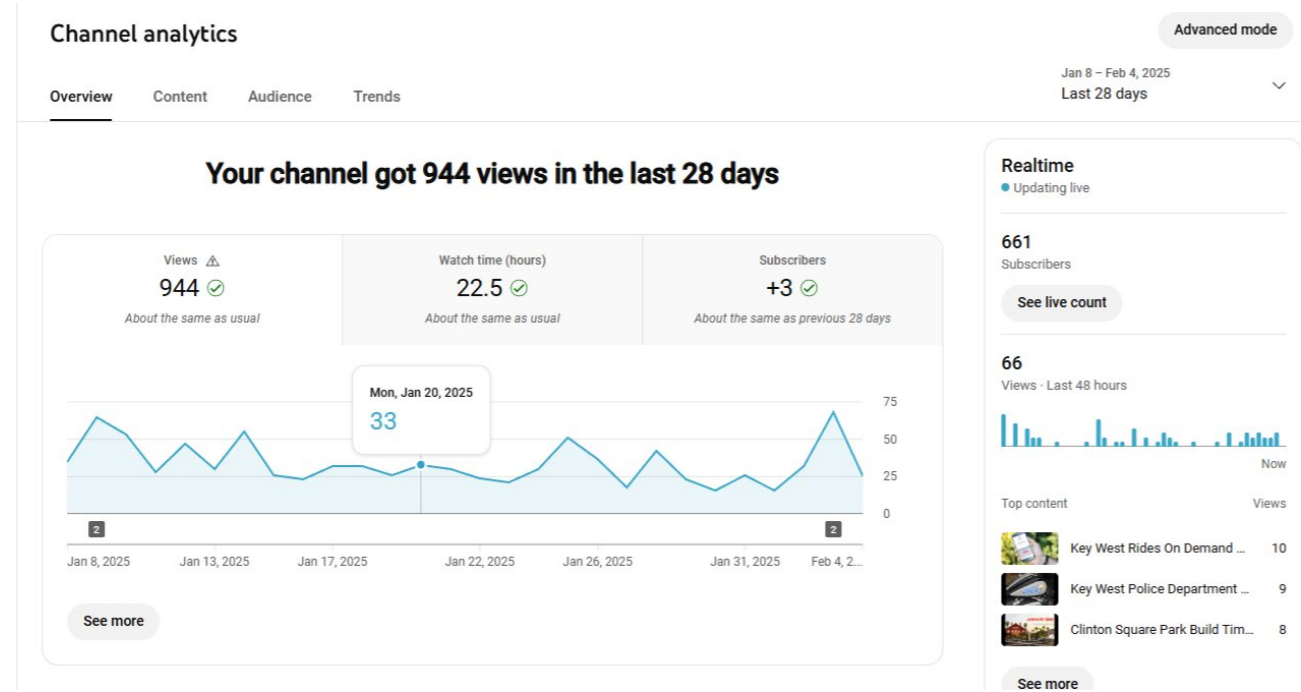 Channel analytics
Advanced mode
Overview Content Audience Trends
Jan 8 – Feb 4, 2025
Last 28 days
Your channel got 944 views in the last 28 days
Views
944
About the same as usual
Watch time (hours)
22.5
About the same as usual
Subscribers
+3
About the same as previous 28 days
Mon, Jan 20, 2025
33
75
50
25
0
2
2
Jan 8, 2025 Jan 13, 2025 Jan 17, 2025 Jan 22, 2025 Jan 26, 2025 Jan 31, 2025 Feb 4, 2...
See more
Realtime
Updating live
661
Subscribers
See live count
66
Views · Last 48 hours
Now
Top content Views
Key West Rides On Demand ... 10
Key West Police Department ... 9
Clinton Square Park Build Tim... 8
See more